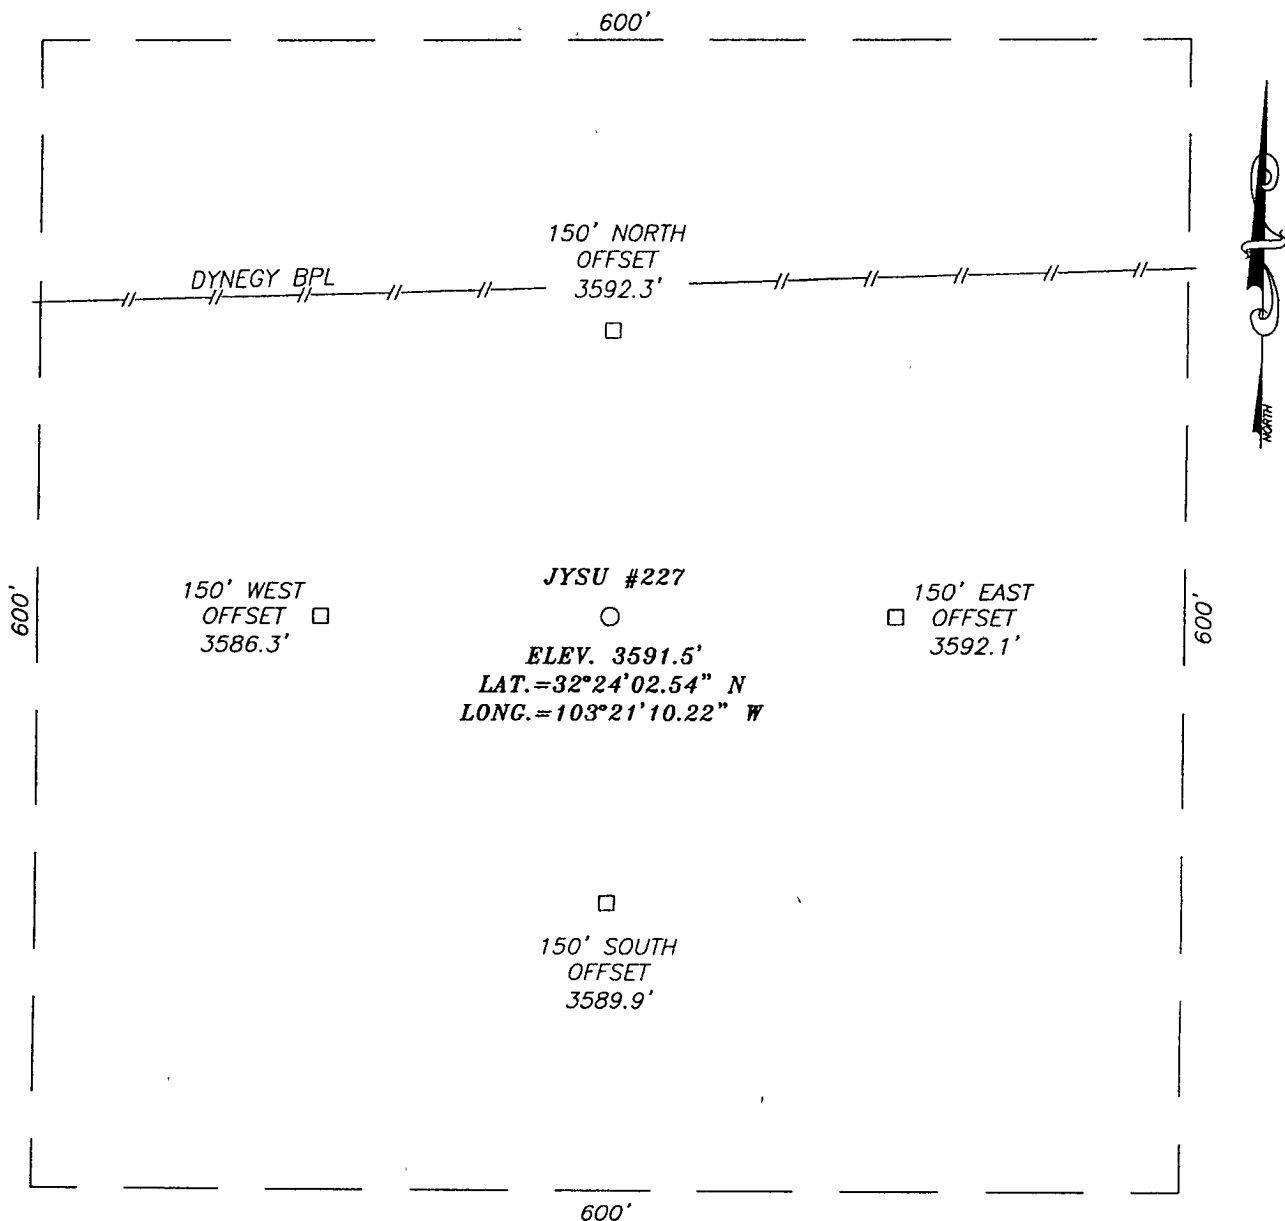 600'
150' NORTH
OFFSET
3592.3'
DYNEGY BPL
NORTH
600'
150' WEST
OFFSET
3586.3'
JYSU #227
ELEV. 3591.5'
LAT.=32°24'02.54" N
LONG.=103°21'10.22" W
150' EAST
OFFSET
3592.1'
600'
150' SOUTH
OFFSET
3589.9'
600'